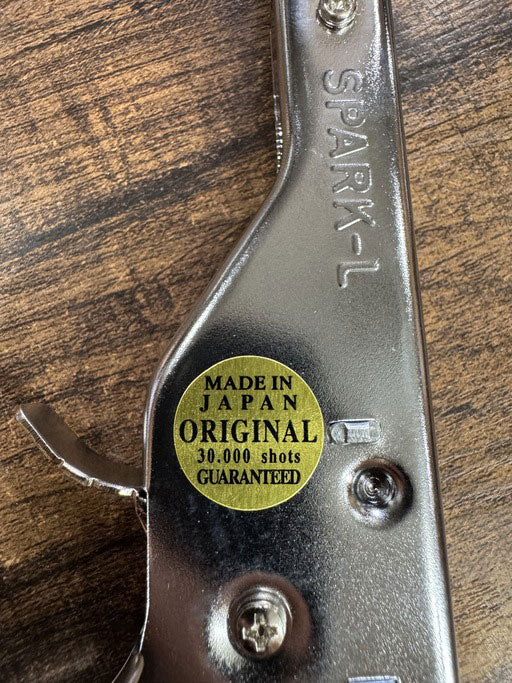 SPARK-L
MADE IN
JAPAN
ORIGINAL
30.000 shots
GUARANTEED